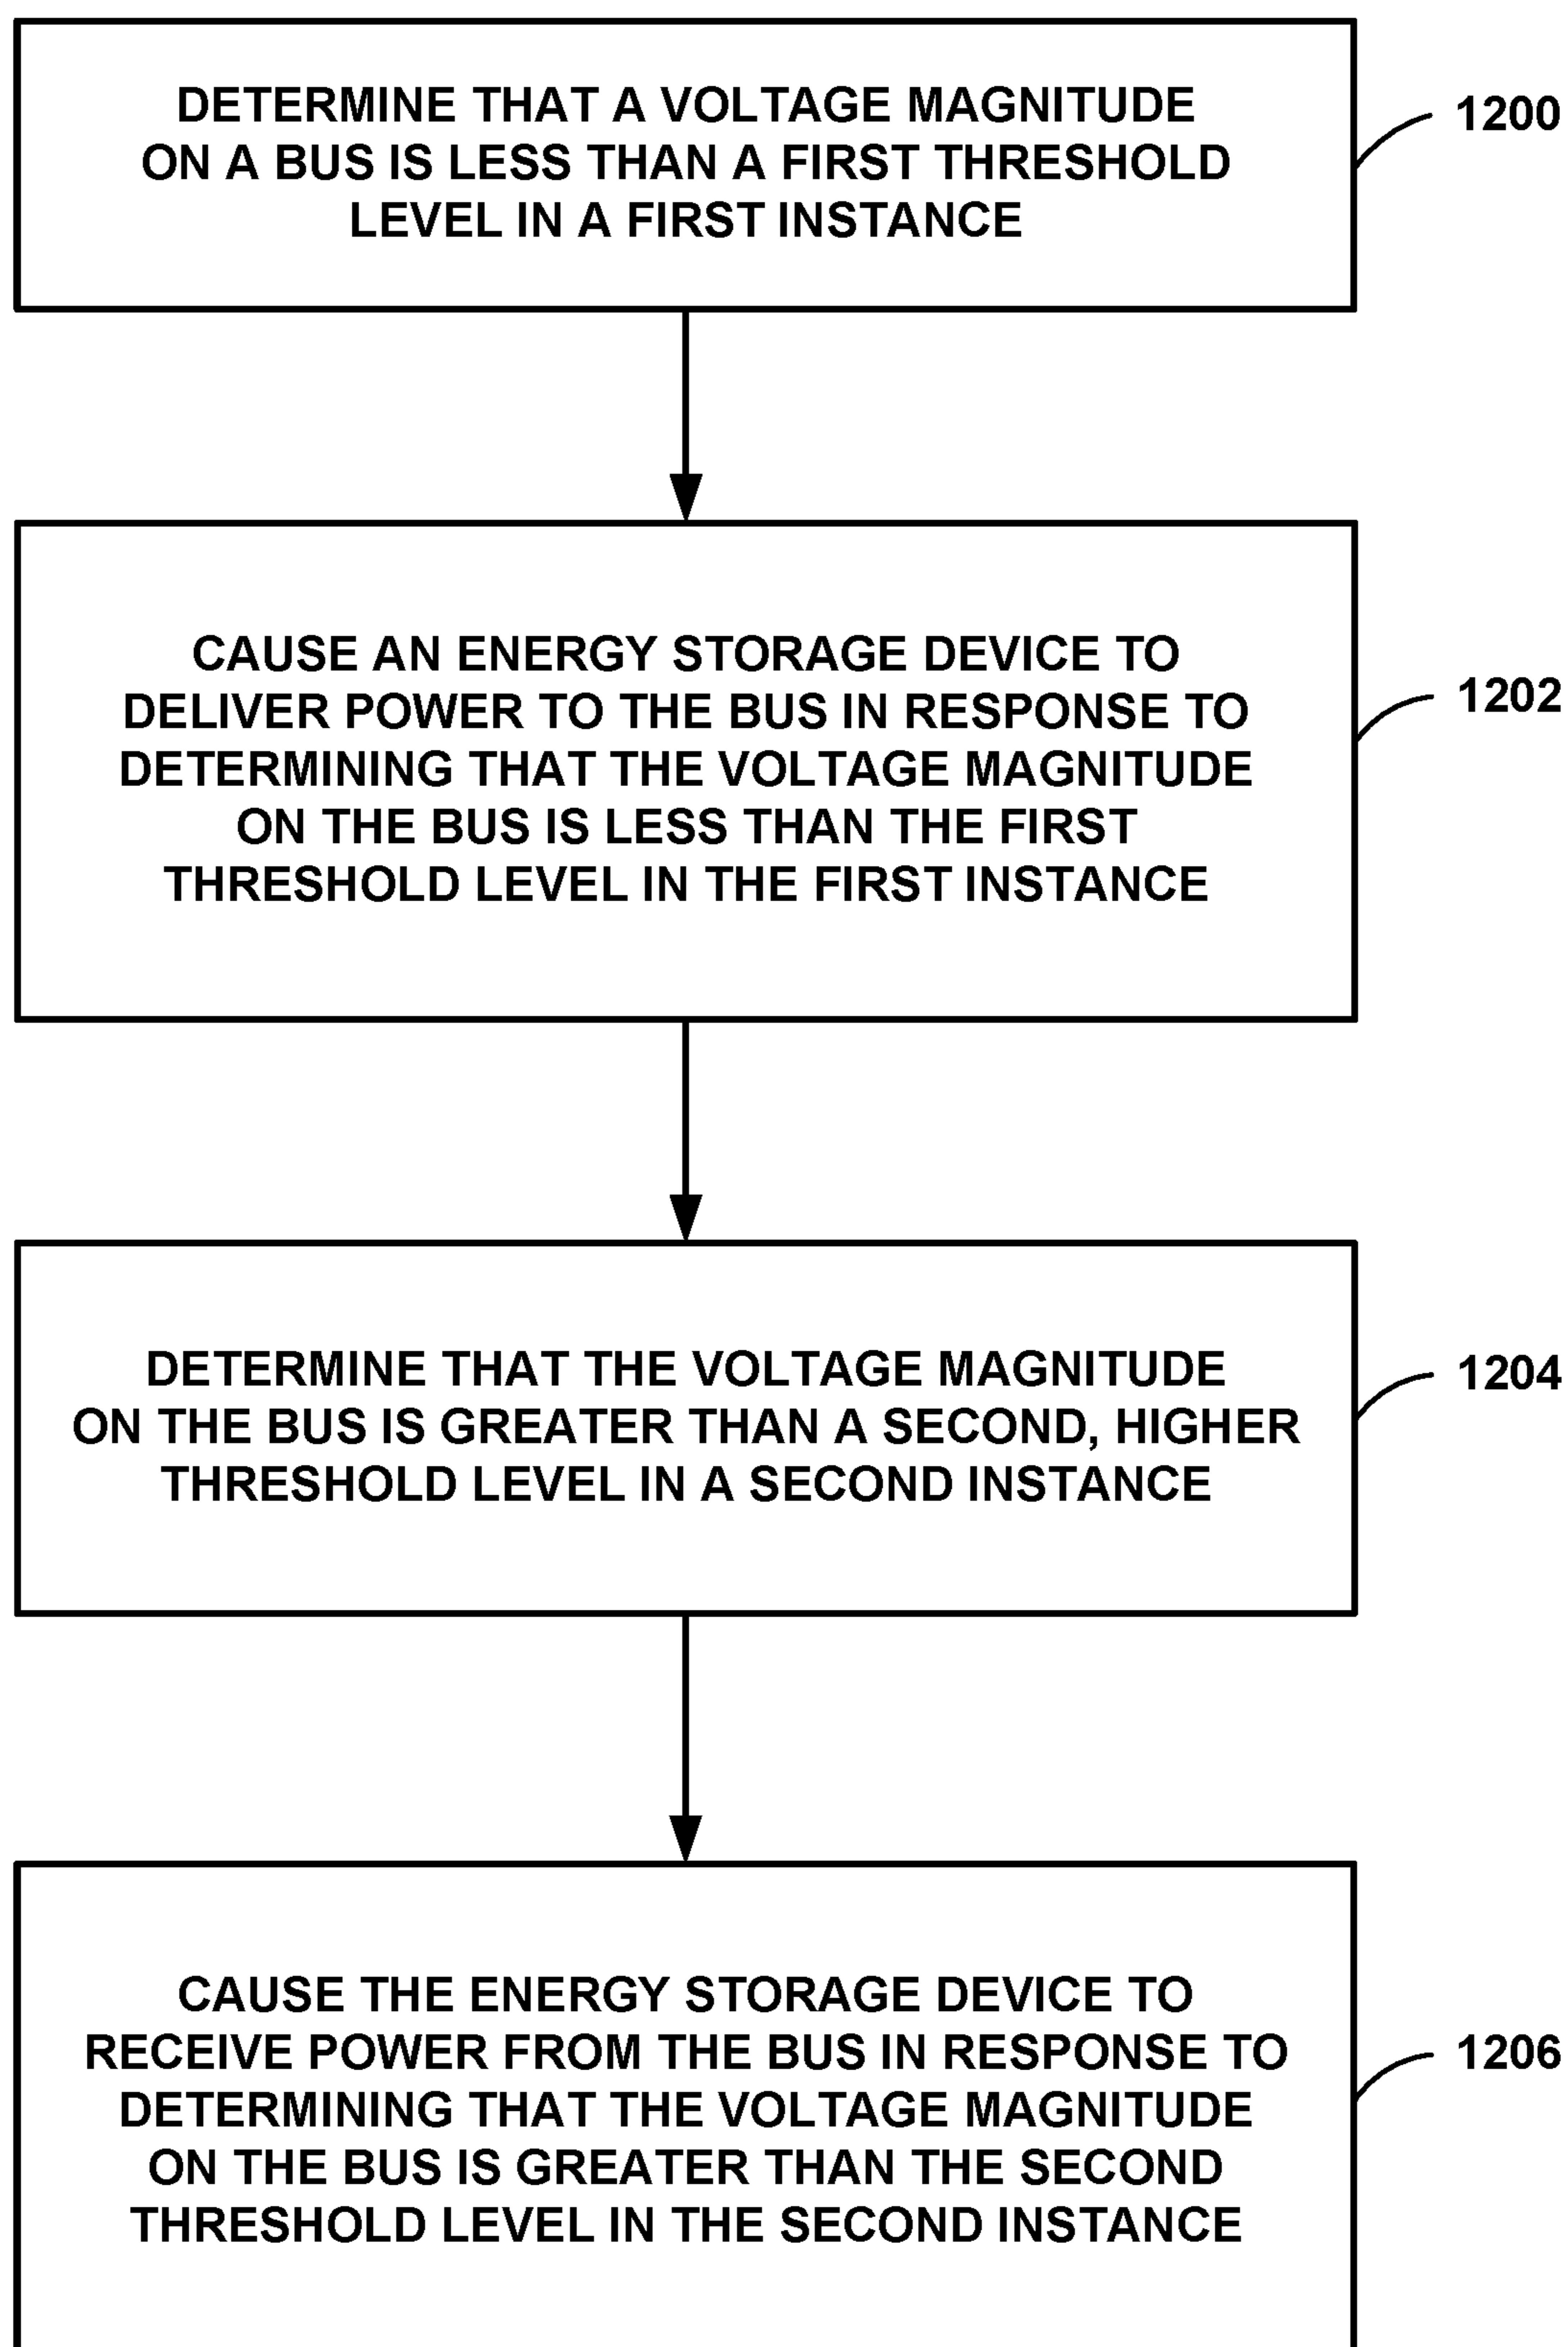 DETERMINE THAT A VOLTAGE MAGNITUDE
ON A BUS IS LESS THAN A FIRST THRESHOLD
LEVEL IN A FIRST INSTANCE
1200
CAUSE AN ENERGY STORAGE DEVICE TO
DELIVER POWER TO THE BUS IN RESPONSE TO
DETERMINING THAT THE VOLTAGE MAGNITUDE
ON THE BUS IS LESS THAN THE FIRST
THRESHOLD LEVEL IN THE FIRST INSTANCE
1202
DETERMINE THAT THE VOLTAGE MAGNITUDE
ON THE BUS IS GREATER THAN A SECOND, HIGHER
THRESHOLD LEVEL IN A SECOND INSTANCE
1204
CAUSE THE ENERGY STORAGE DEVICE TO
RECEIVE POWER FROM THE BUS IN RESPONSE TO
DETERMINING THAT THE VOLTAGE MAGNITUDE
ON THE BUS IS GREATER THAN THE SECOND
THRESHOLD LEVEL IN THE SECOND INSTANCE
1206